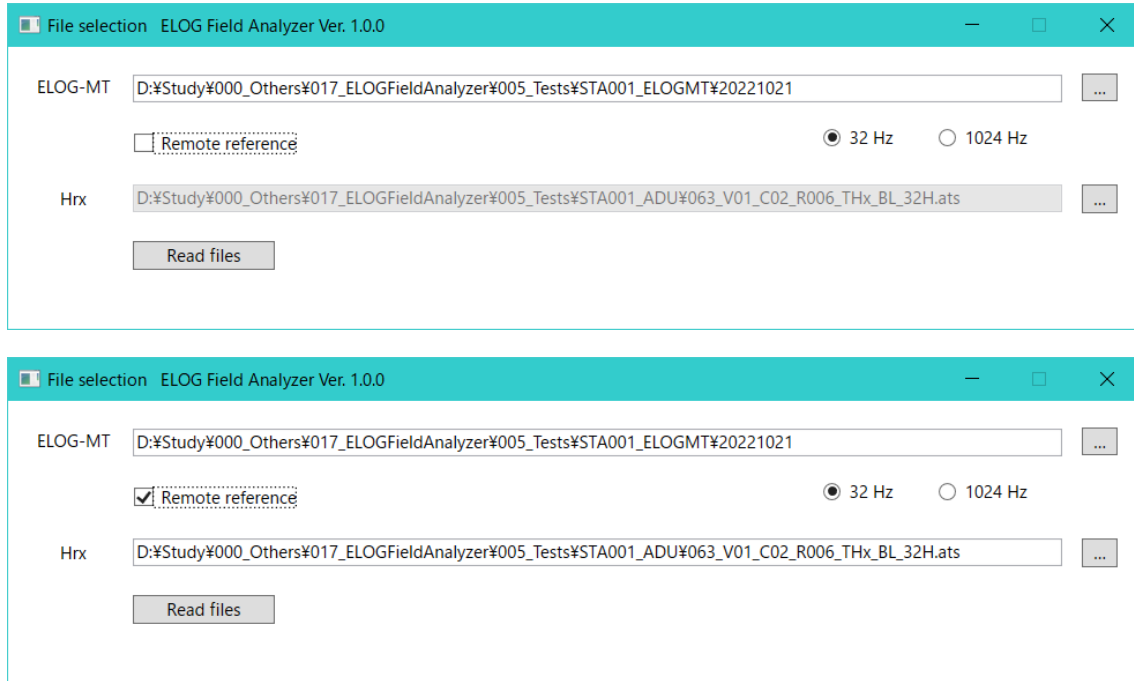 File selection ELOG Field Analyzer Ver. 1.0.0
ELOG-MT D:¥Study¥000_Others¥017_ELOGFieldAnalyzer¥005_Tests¥STA001_ELOGMT¥20221021 ...
Remote reference 32 Hz 1024 Hz
Hrx D:¥Study¥000_Others¥017_ELOGFieldAnalyzer¥005_Tests¥STA001_ADU¥063_V01_C02_R006_THx_BL_32H.ats ...
Read files
File selection ELOG Field Analyzer Ver. 1.0.0
ELOG-MT D:¥Study¥000_Others¥017_ELOGFieldAnalyzer¥005_Tests¥STA001_ELOGMT¥20221021 ...
Remote reference 32 Hz 1024 Hz
Hrx D:¥Study¥000_Others¥017_ELOGFieldAnalyzer¥005_Tests¥STA001_ADU¥063_V01_C02_R006_THx_BL_32H.ats ...
Read files